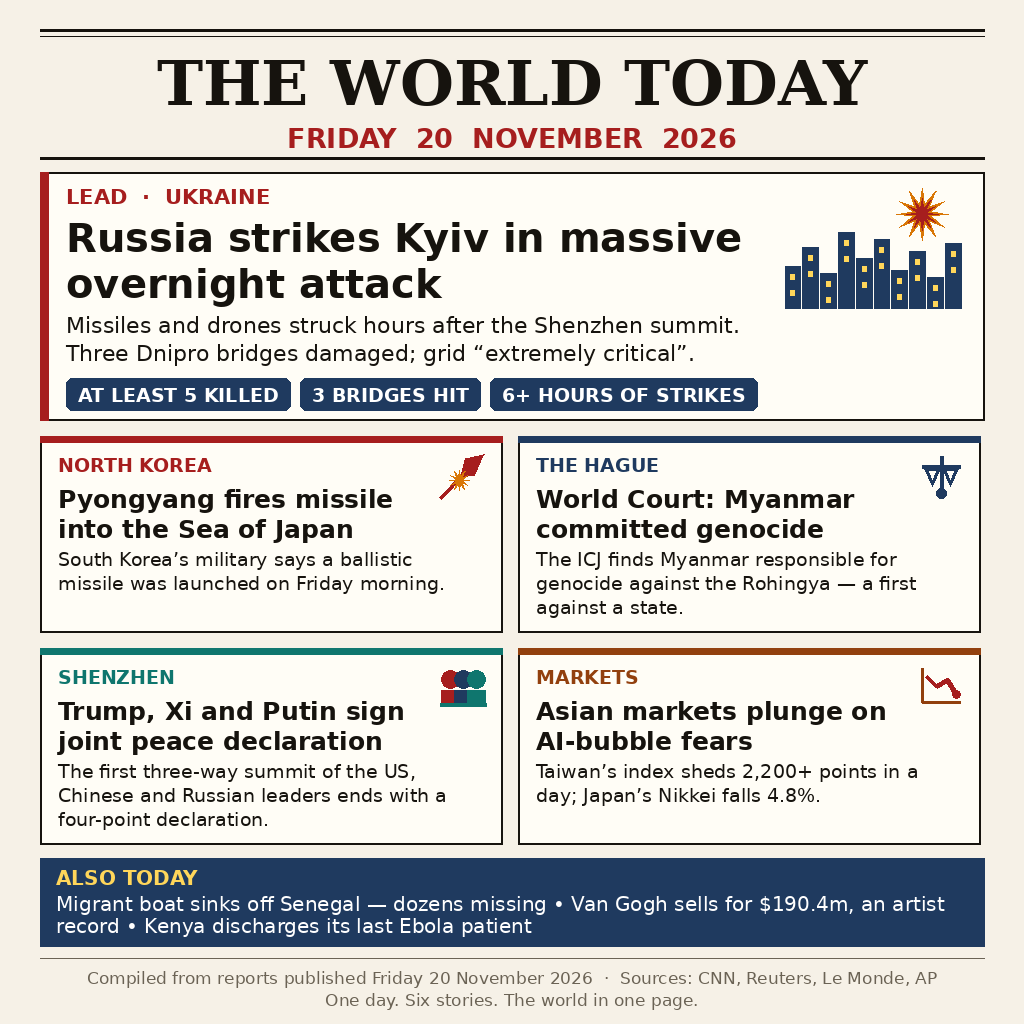 THE WORLD TODAY
FRIDAY 20 NOVEMBER 2026
LEAD · UKRAINE
Russia strikes Kyiv in massive
overnight attack
Missiles and drones struck hours after the Shenzhen summit.
Three Dnipro bridges damaged; grid “extremely critical”.
AT LEAST 5 KILLED
3 BRIDGES HIT
6+ HOURS OF STRIKES
NORTH KOREA
Pyongyang fires missile
into the Sea of Japan
South Korea’s military says a ballistic
missile was launched on Friday morning.
THE HAGUE
World Court: Myanmar
committed genocide
The ICJ finds Myanmar responsible for
genocide against the Rohingya — a first
against a state.
SHENZHEN
Trump, Xi and Putin sign
joint peace declaration
The first three-way summit of the US,
Chinese and Russian leaders ends with a
four-point declaration.
MARKETS
Asian markets plunge on
AI-bubble fears
Taiwan’s index sheds 2,200+ points in a
day; Japan’s Nikkei falls 4.8%.
ALSO TODAY
Migrant boat sinks off Senegal — dozens missing • Van Gogh sells for $190.4m, an artist
record • Kenya discharges its last Ebola patient
Compiled from reports published Friday 20 November 2026 · Sources: CNN, Reuters, Le Monde, AP
One day. Six stories. The world in one page.